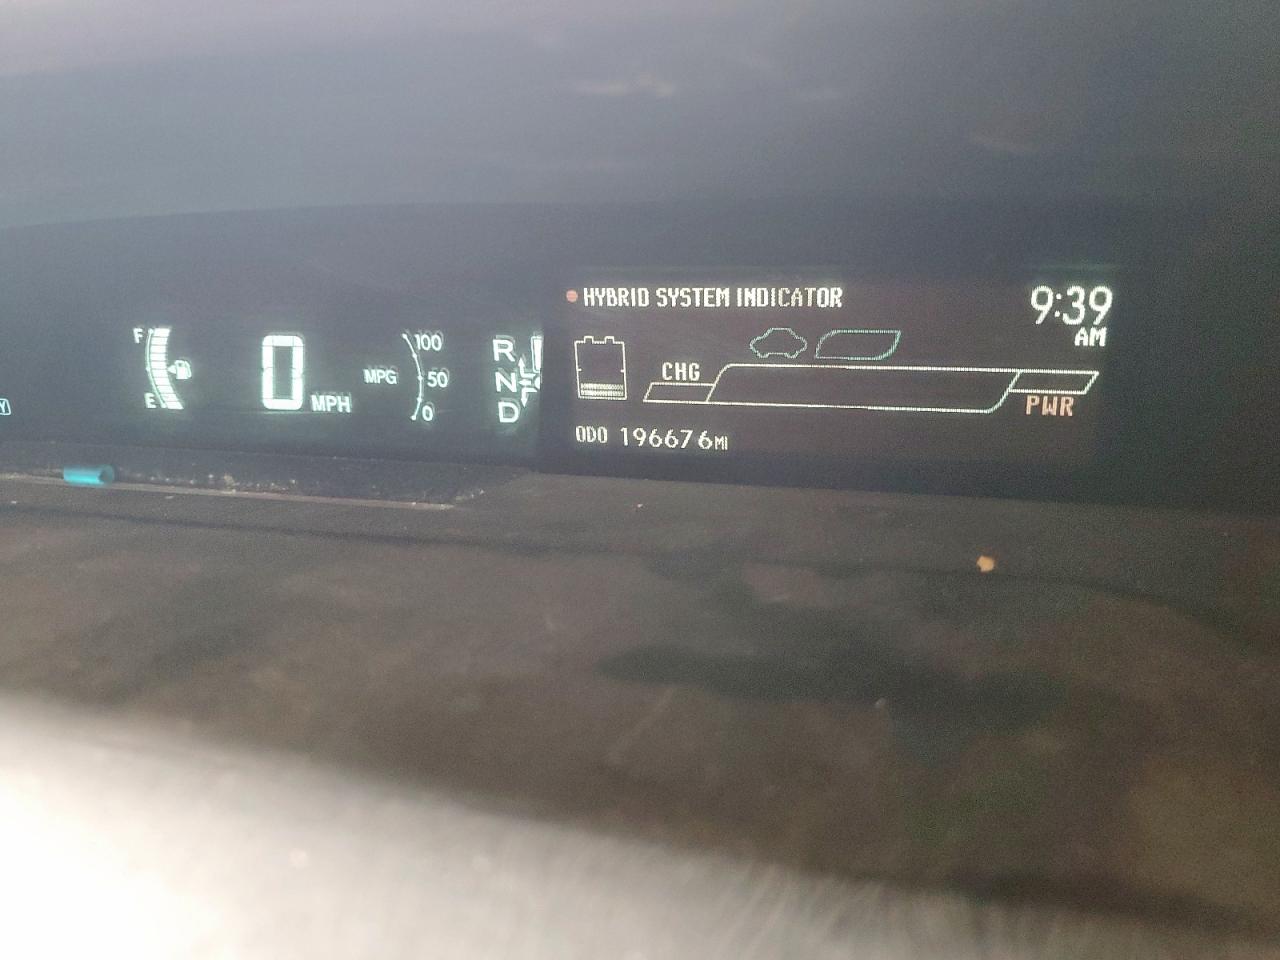 HYBRID SYSTEM INDICATOR
9:39
AM
F
E
0
MPH
MPG
100
50
0
R
N
D
CHG
PWR
ODO 196676MI